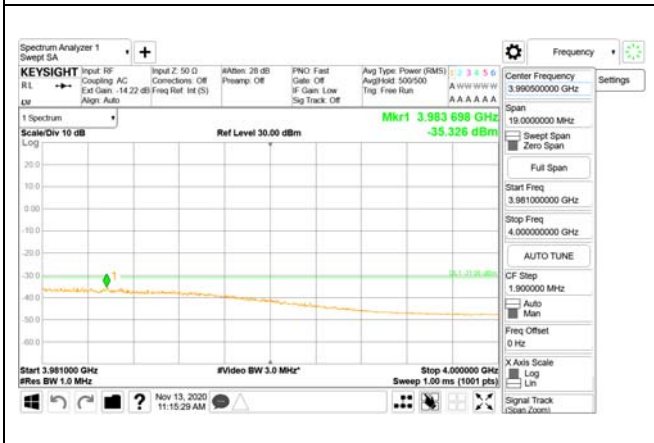 Spectrum Analyzer 1
Swept SA
+
Frequency
KEYSIGHT
RL
Input: RF
Coupling: AC
Ext Gain: -14.22 dB
Align: Auto
Input Z: 50 Ω
Corrections: Off
Freq Ref: Int (S)
#Atten: 28 dB
Preamp: Off
PNO: Fast
Gate: Off
IF Gain: Low
Sig Track: Off
Avg Type: Power (RMS)
Avg|Hold: 500/500
Trig: Free Run
1 2 3 4 5 6
A W W W W W
A A A A A A
1 Spectrum
Scale/Div 10 dB
Log
Ref Level 30.00 dBm
Mkr1 3.983 698 GHz
-35.326 dBm
20.0
10.0
0.00
-10.0
-20.0
-30.0
-40.0
-50.0
-60.0
1
Start 3.981000 GHz
#Res BW 1.0 MHz
#Video BW 3.0 MHz*
Stop 4.000000 GHz
Sweep 1.00 ms (1001 pts)
Nov 13, 2020
11:15:29 AM
?
Center Frequency
3.990500000 GHz
Settings
Span
19.0000000 MHz
Swept Span
Zero Span
Full Span
Start Freq
3.981000000 GHz
Stop Freq
4.000000000 GHz
AUTO TUNE
CF Step
1.900000 MHz
Auto
Man
Freq Offset
0 Hz
X Axis Scale
Log
Lin
Signal Track
(Span Zoom)